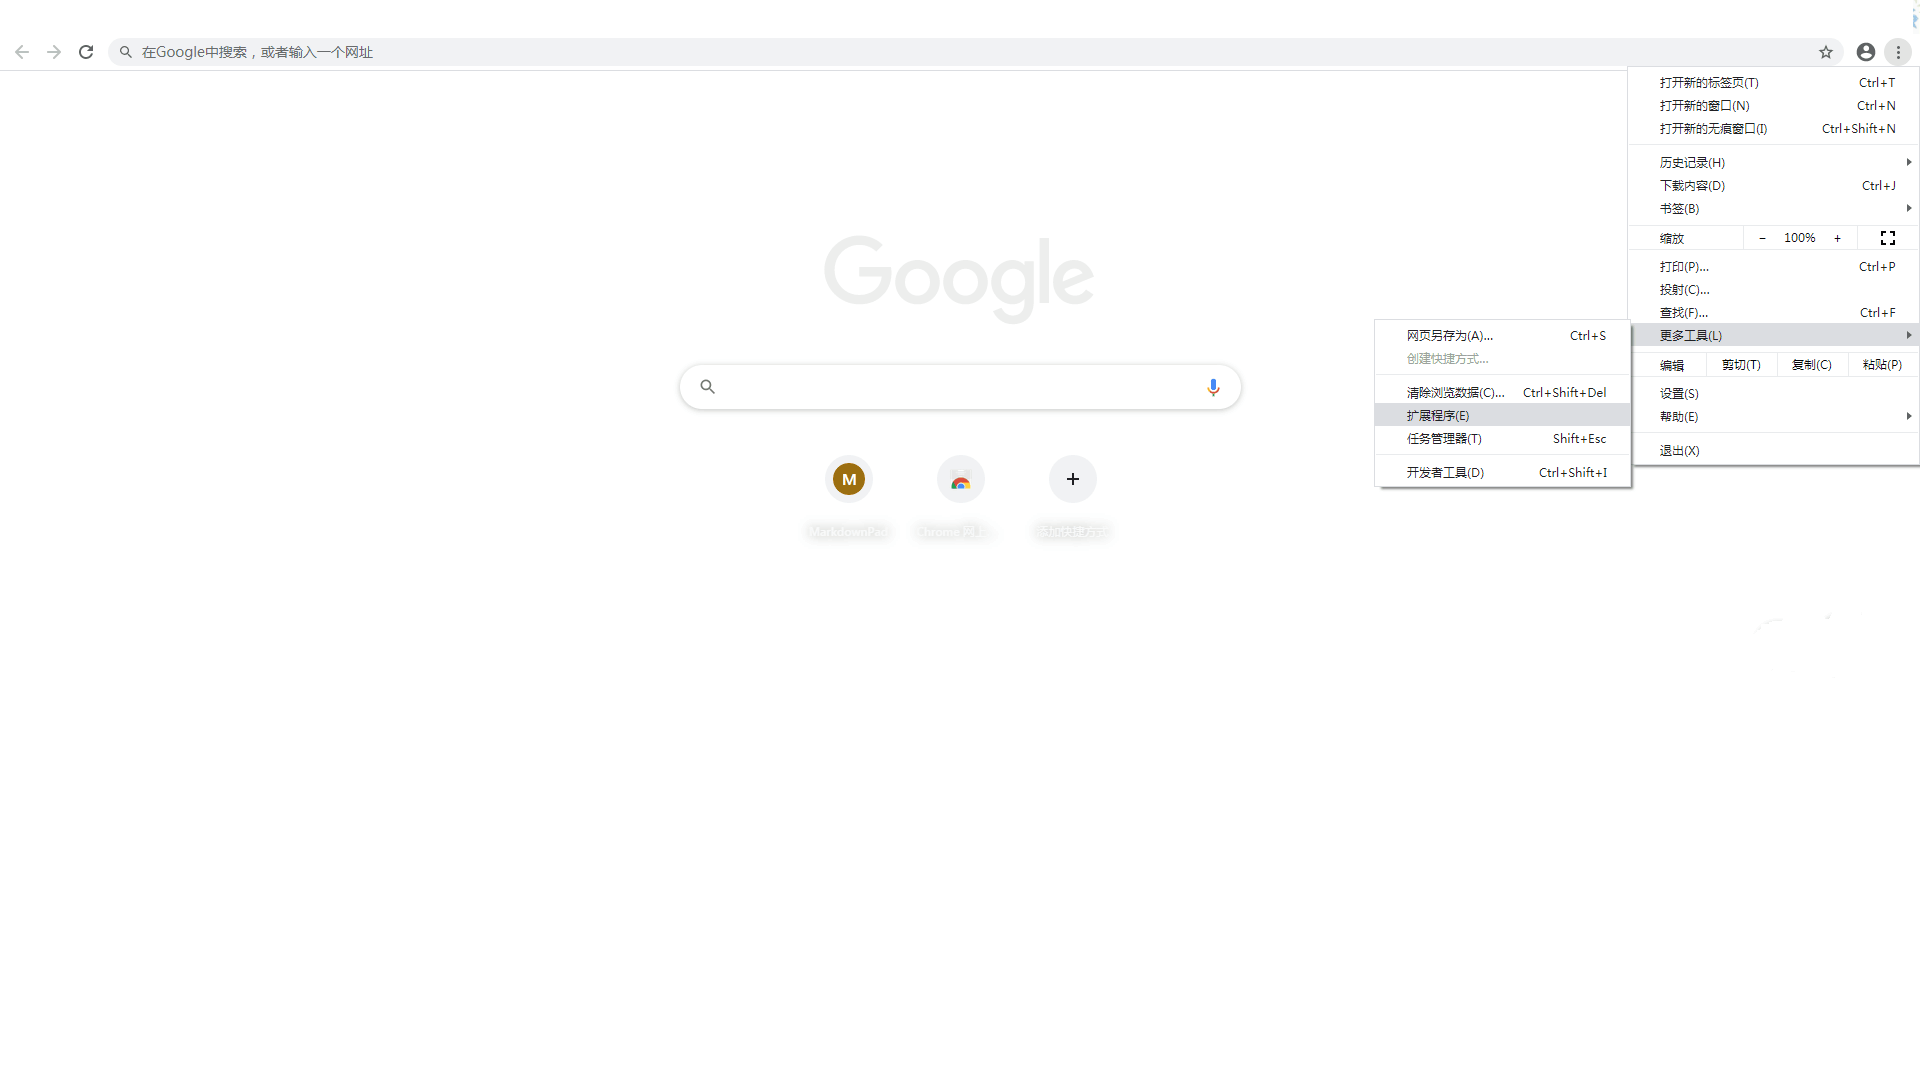 在Google中搜索，或者输入一个网址
打开新的标签页(T) Ctrl+T
打开新的窗口(N) Ctrl+N
打开新的无痕窗口(I) Ctrl+Shift+N
历史记录(H)
下载内容(D) Ctrl+J
书签(B)
缩放 − 100% +
打印(P)... Ctrl+P
投射(C)...
查找(F)... Ctrl+F
更多工具(L)
编辑 剪切(T) 复制(C) 粘贴(P)
设置(S)
帮助(E)
退出(X)
网页另存为(A)... Ctrl+S
创建快捷方式...
清除浏览数据(C)... Ctrl+Shift+Del
扩展程序(E)
任务管理器(T) Shift+Esc
开发者工具(D) Ctrl+Shift+I
Google
M
MarkdownPad
Chrome 网上...
添加快捷方式